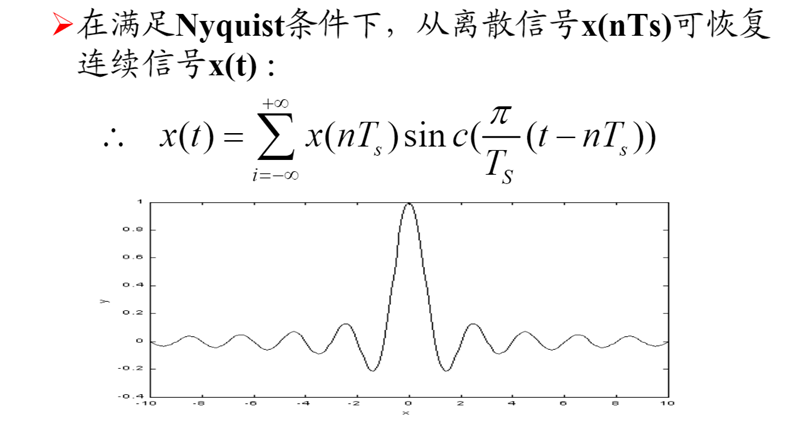 ➢在满足Nyquist条件下，从离散信号x(nTs)可恢复
连续信号x(t)：
∴ x(t) = \sum_{i=-∞}^{+∞} x(nT_s) sin c(\frac{π}{T_S}(t − nT_s))
1
0.8
0.6
0.4
0.2
0
-0.2
-0.4
y
-10 -8 -6 -4 -2 0 2 4 6 8 10
x